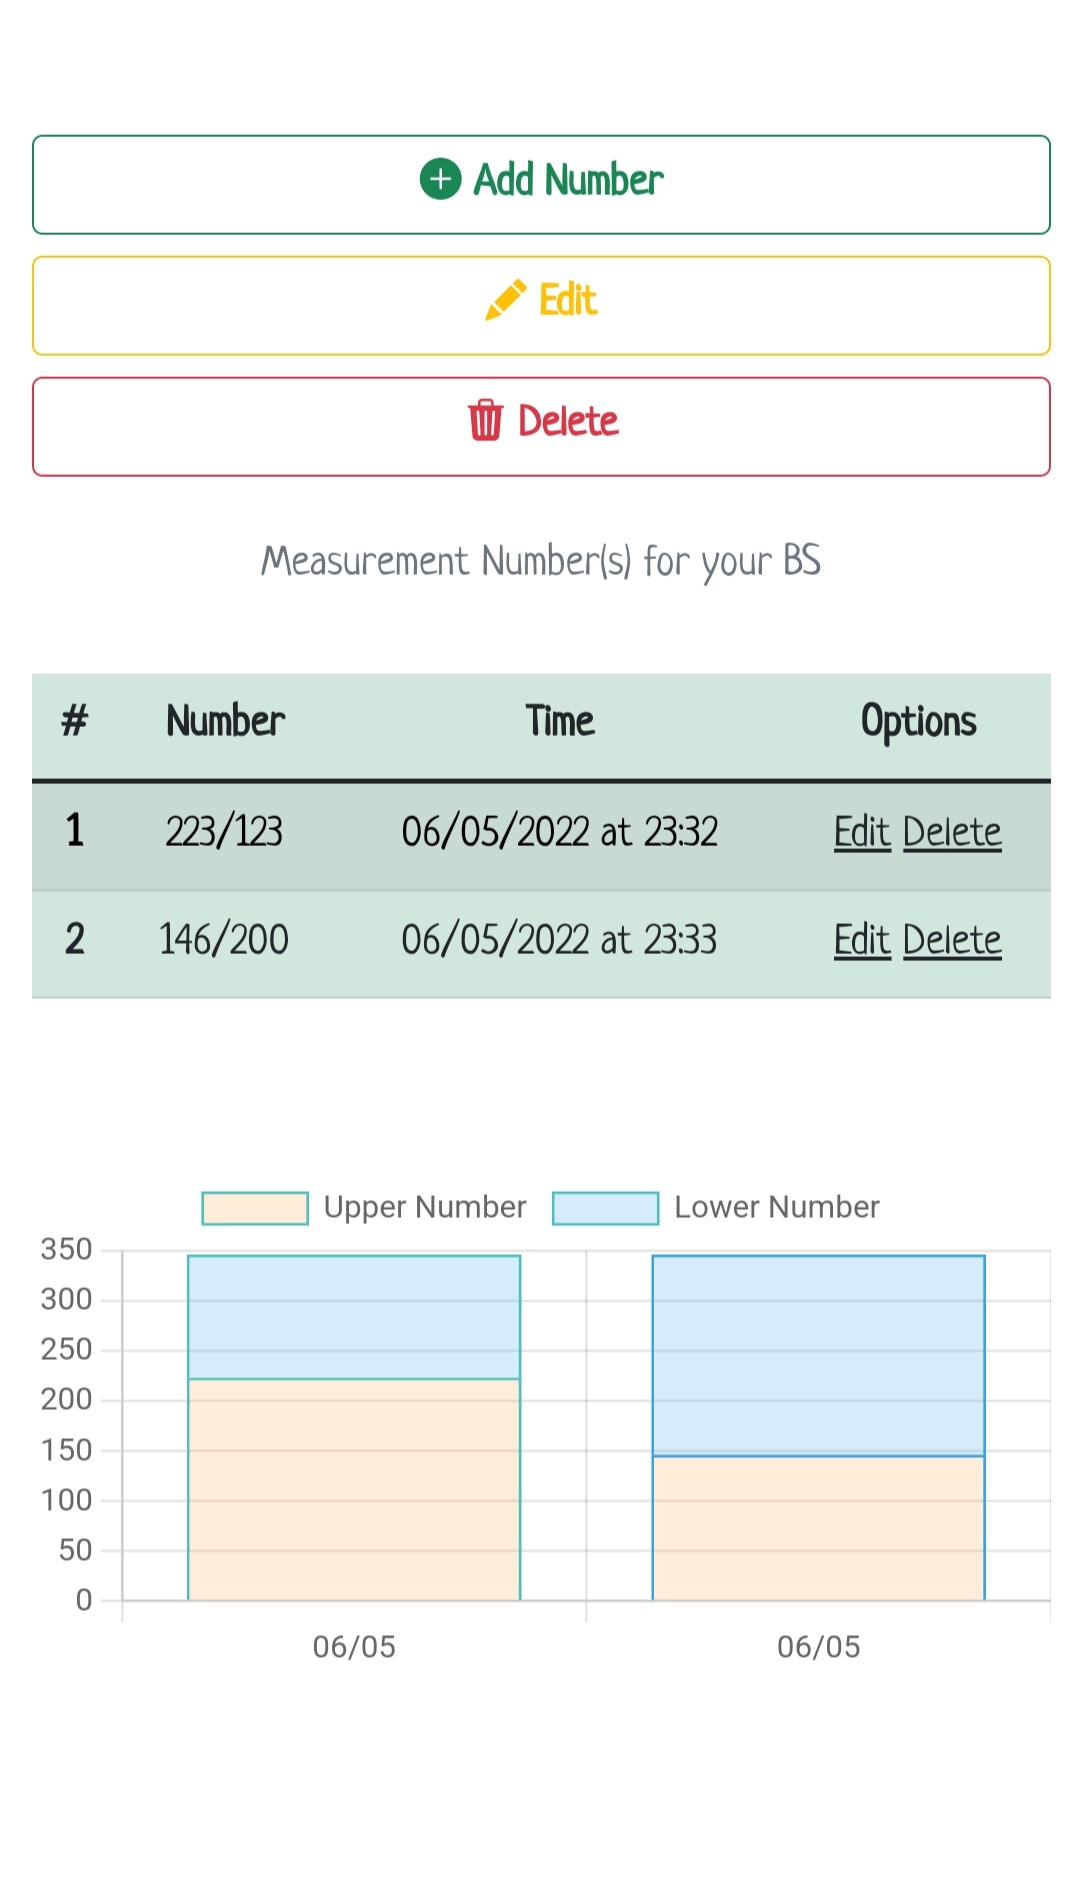 Add Number
Edit
Delete
Measurement Number(s) for your BS
# Number Time Options
1 223/123 06/05/2022 at 23:32 Edit Delete
2 146/200 06/05/2022 at 23:33 Edit Delete
Upper Number Lower Number
350
300
250
200
150
100
50
0
06/05 06/05